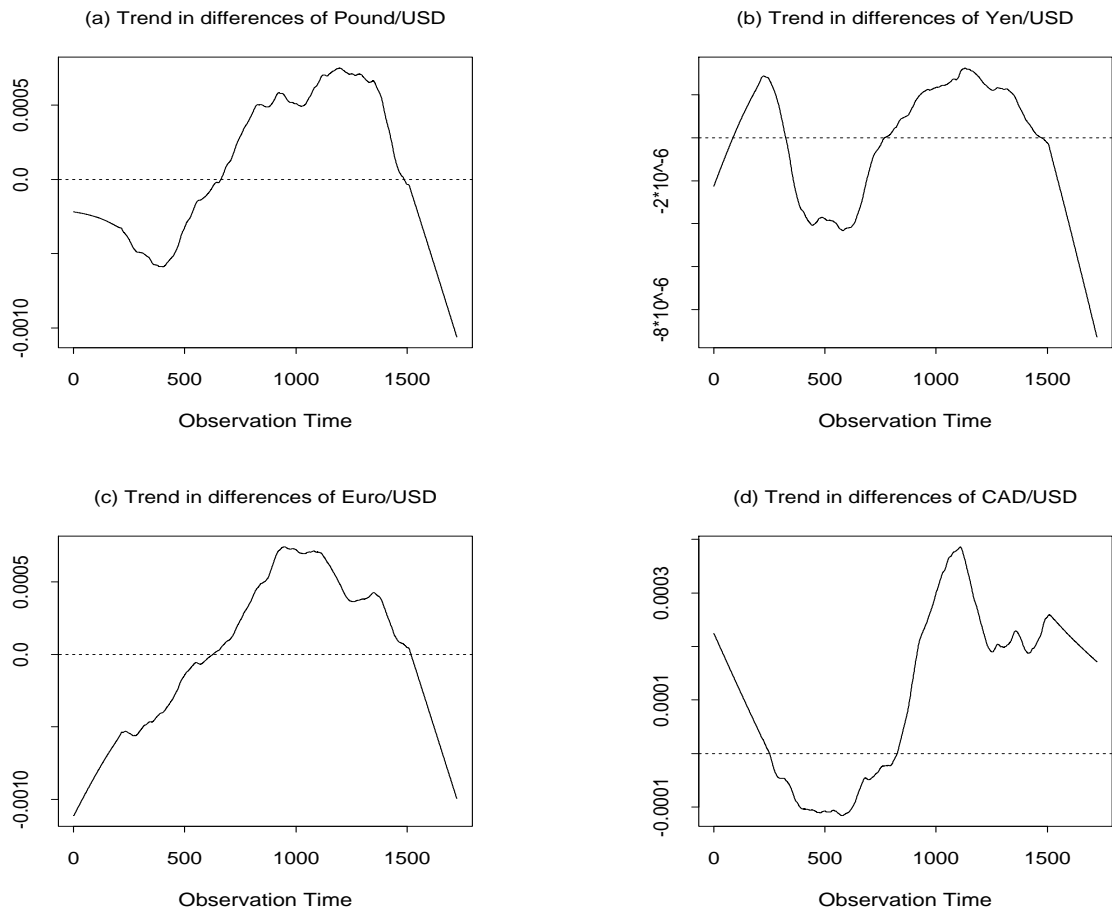 (a) Trend in differences of Pound/USD
0.0005
0.0
-0.0010
0 500 1000 1500
Observation Time
(b) Trend in differences of Yen/USD
-2*10^-6
-8*10^-6
0 500 1000 1500
Observation Time
(c) Trend in differences of Euro/USD
0.0005
0.0
-0.0010
0 500 1000 1500
Observation Time
(d) Trend in differences of CAD/USD
0.0003
0.0001
-0.0001
0 500 1000 1500
Observation Time